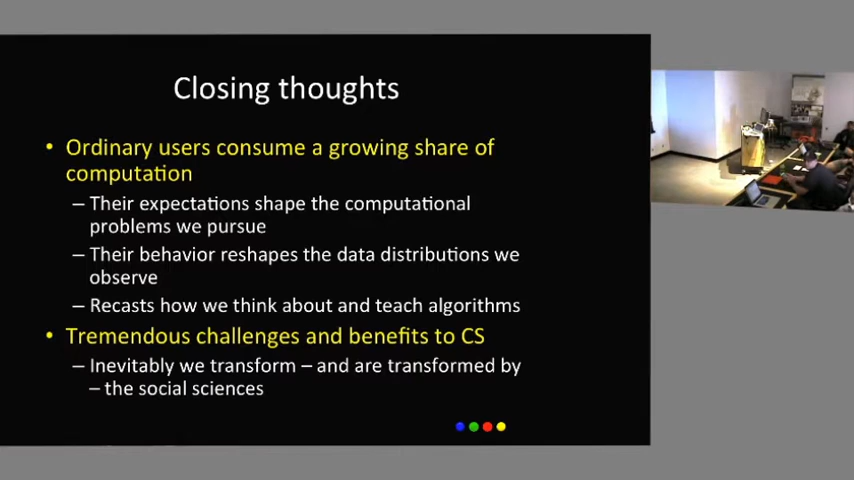 Closing thoughts
• Ordinary users consume a growing share of
computation
– Their expectations shape the computational
problems we pursue
– Their behavior reshapes the data distributions we
observe
– Recasts how we think about and teach algorithms
• Tremendous challenges and benefits to CS
– Inevitably we transform – and are transformed by
– the social sciences